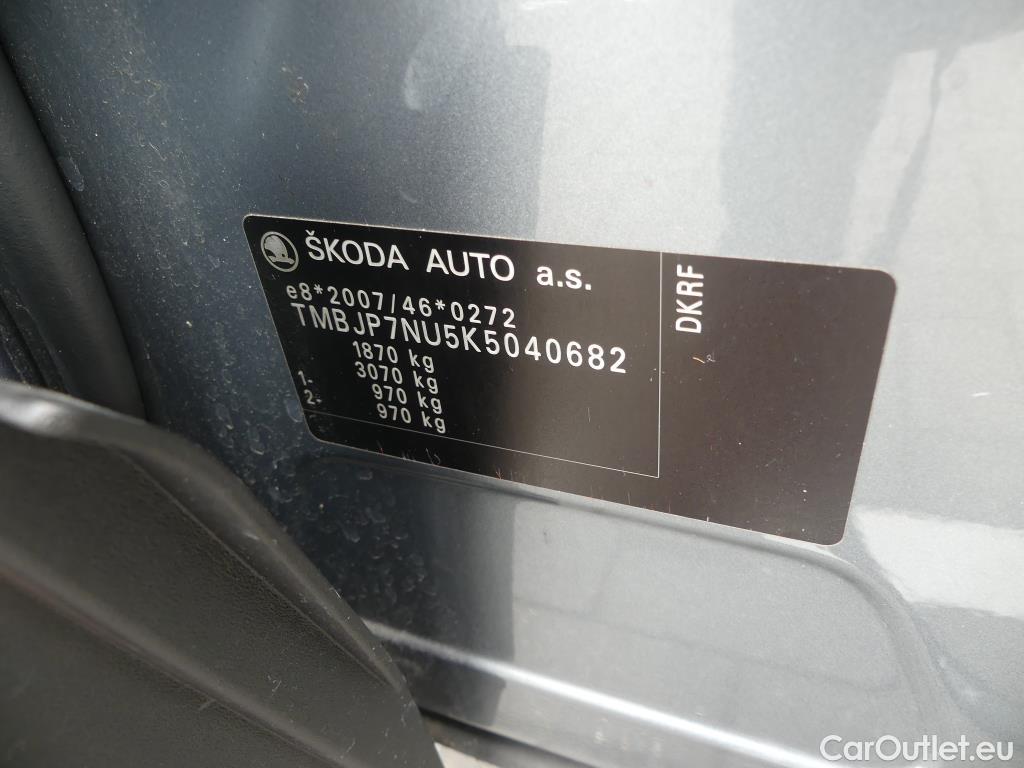 ŠKODA AUTO a.s.
e8*2007/46*0272
TMBJP7NU5K5040682
1870 kg
3070 kg
1- 970 kg
2- 970 kg
DKRF
CarOutlet.eu